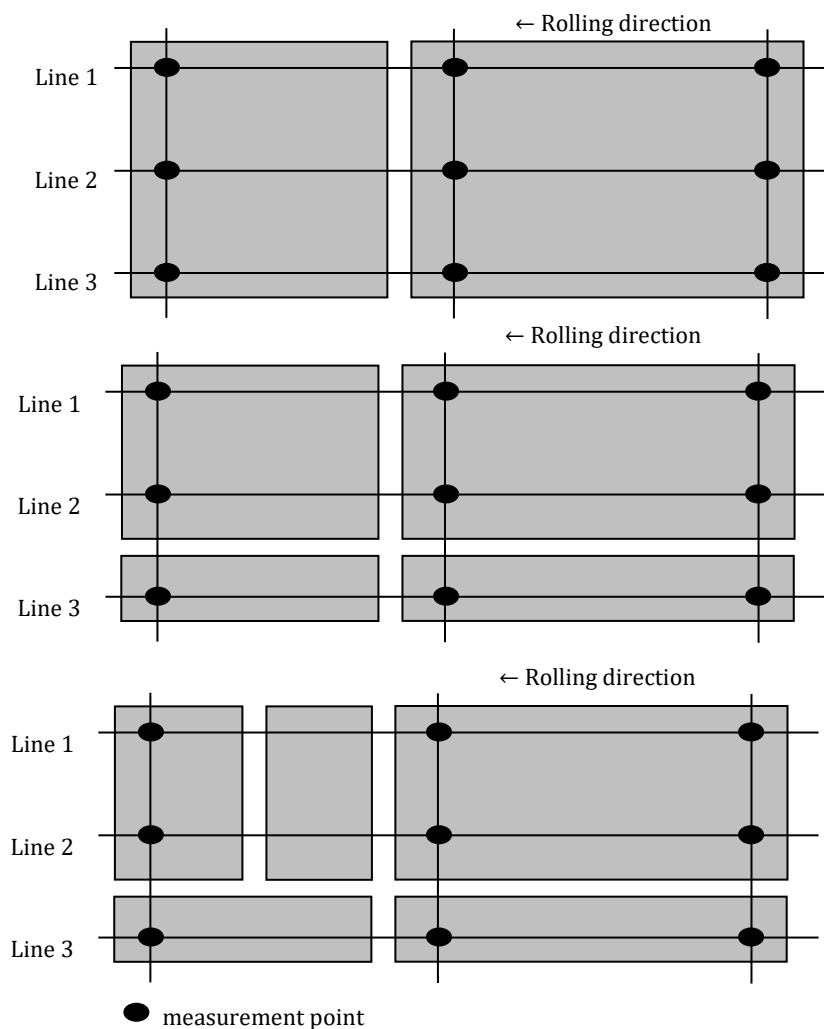 ← Rolling direction
Line 1
Line 2
Line 3
← Rolling direction
Line 1
Line 2
Line 3
← Rolling direction
Line 1
Line 2
Line 3
measurement point